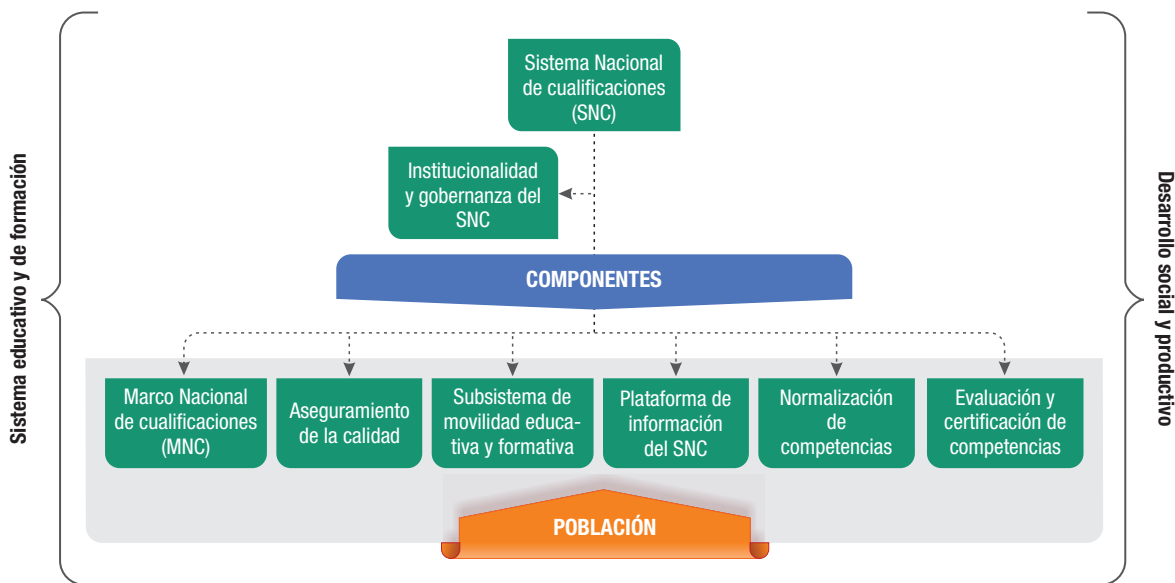 Sistema Nacional
de cualificaciones
(SNC)
Institucionalidad
y gobernanza del
SNC
COMPONENTES
Marco Nacional
de cualificaciones
(MNC)
Aseguramiento
de la calidad
Subsistema de
movilidad educa-
tiva y formativa
Plataforma de
información
del SNC
Normalización
de
competencias
Evaluación y
certificación de
competencias
POBLACIÓN
Sistema educativo y de formación
Desarrollo social y productivo